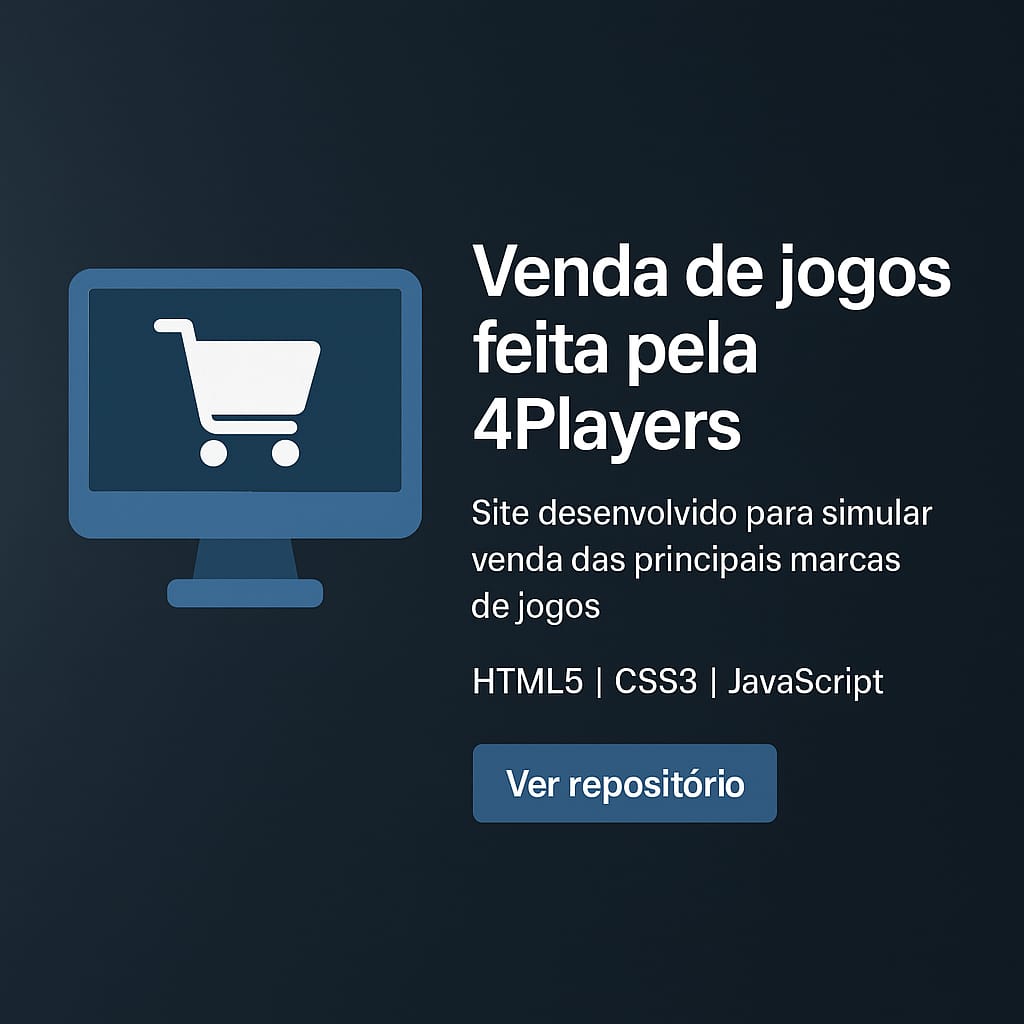 Venda de jogos
feita pela
4Players
Site desenvolvido para simular
venda das principais marcas
de jogos
HTML5 | CSS3 | JavaScript
Ver repositório